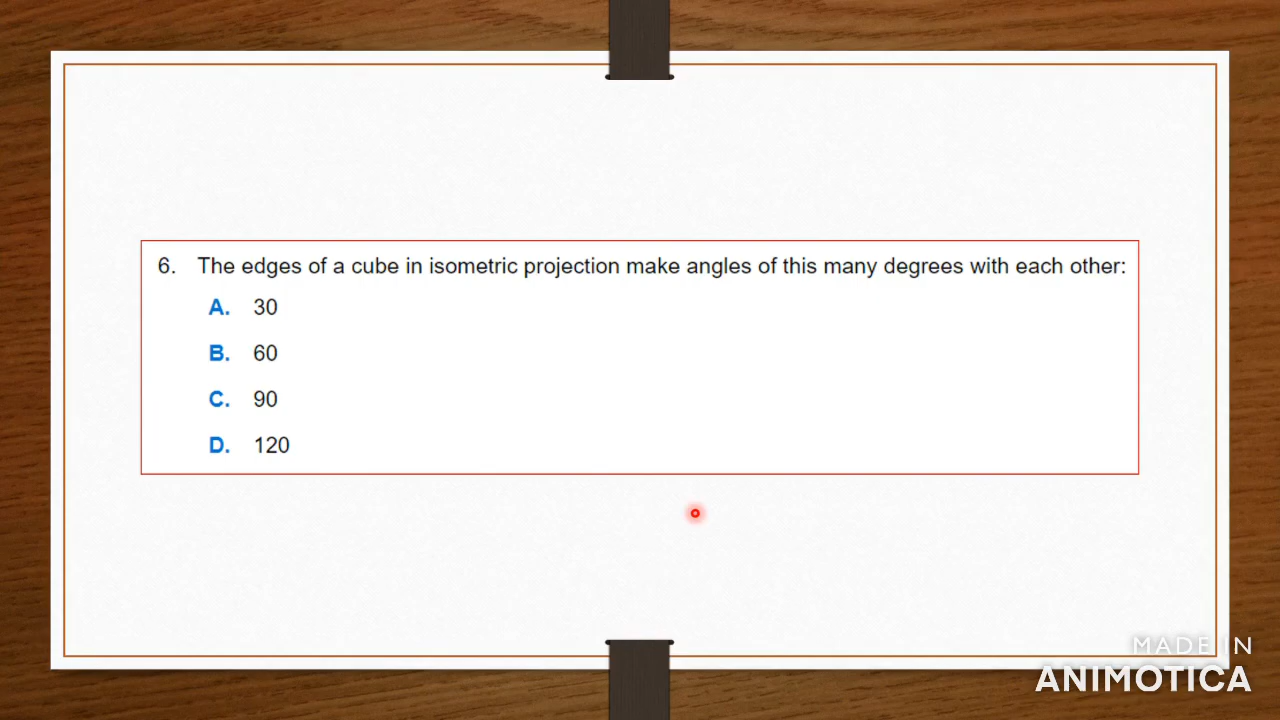 6. The edges of a cube in isometric projection make angles of this many degrees with each other:
A. 30
B. 60
C. 90
D. 120
MADE IN
ANIMOTICA